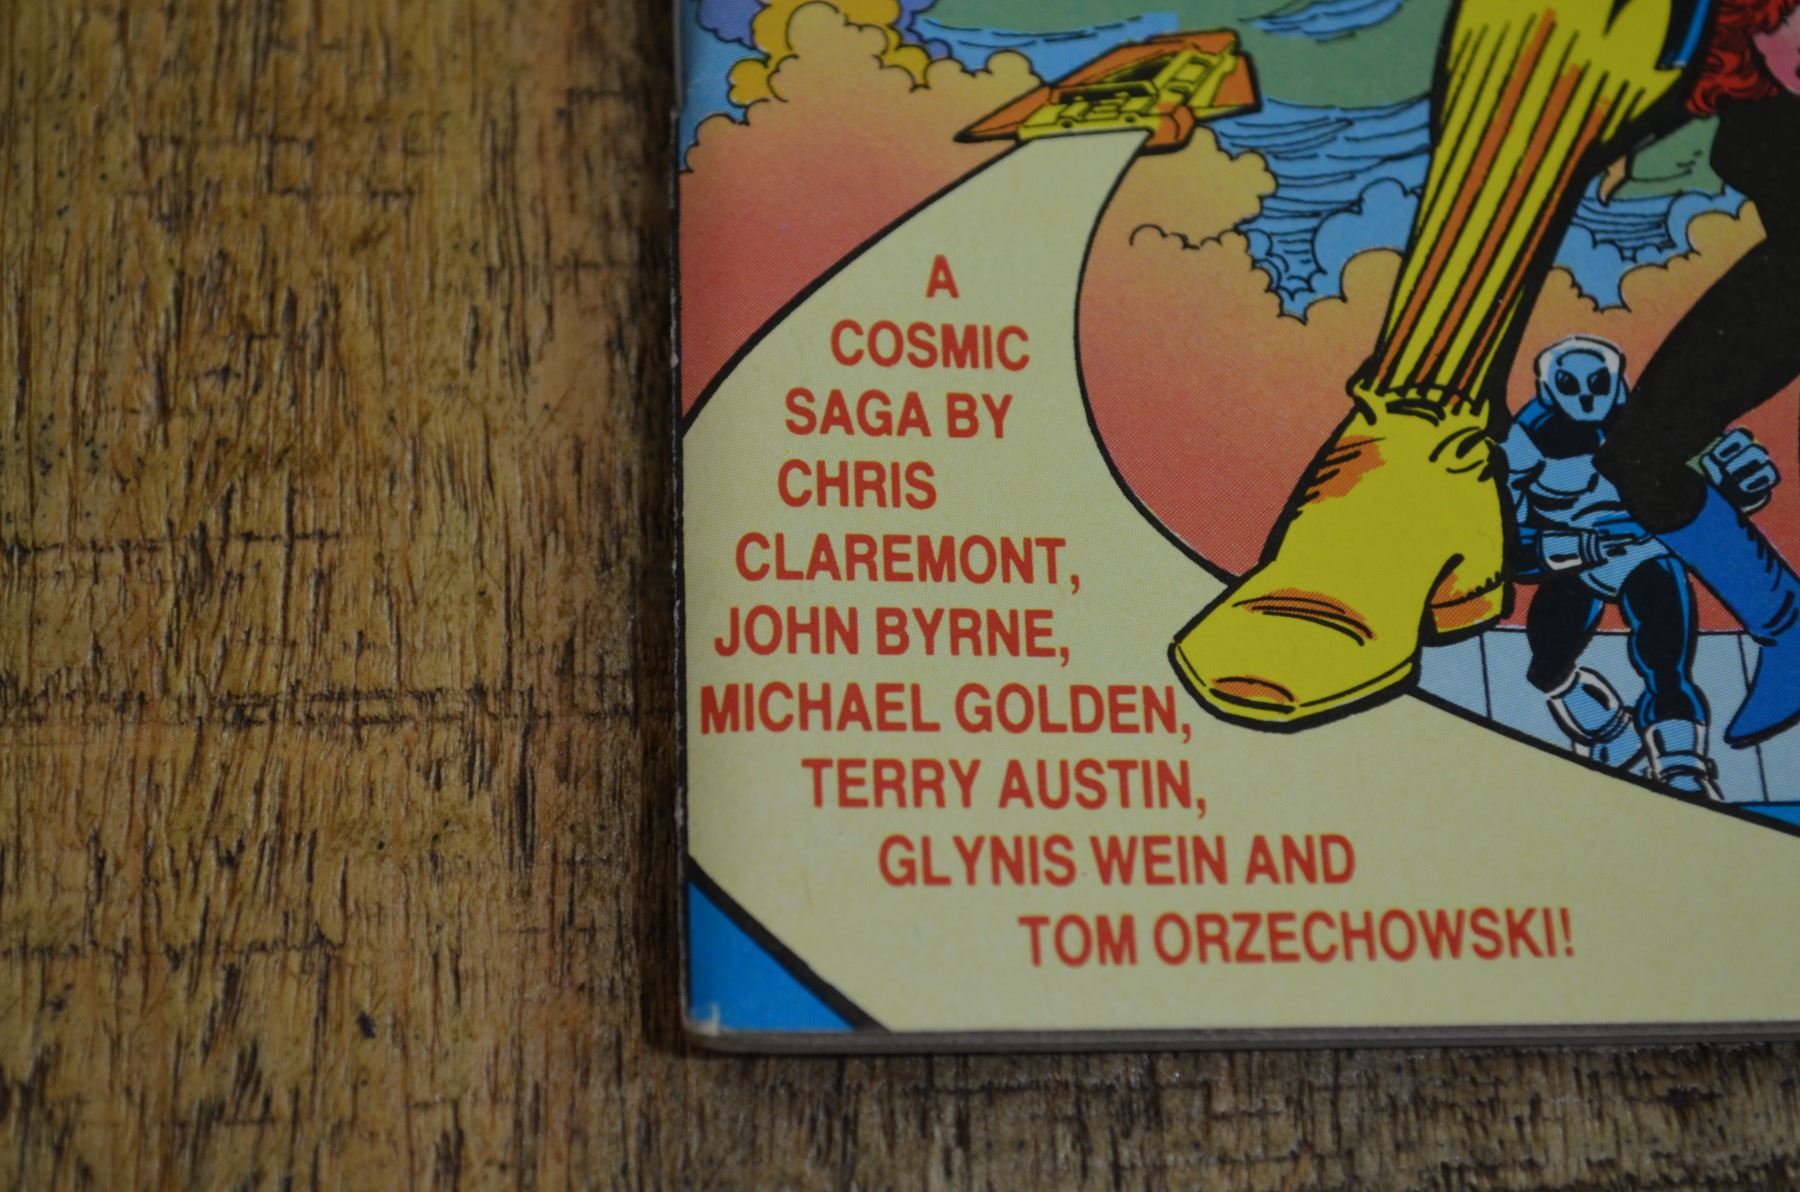 A
COSMIC
SAGA BY
CHRIS
CLAREMONT,
JOHN BYRNE,
MICHAEL GOLDEN,
TERRY AUSTIN,
GLYNIS WEIN AND
TOM ORZECHOWSKI!